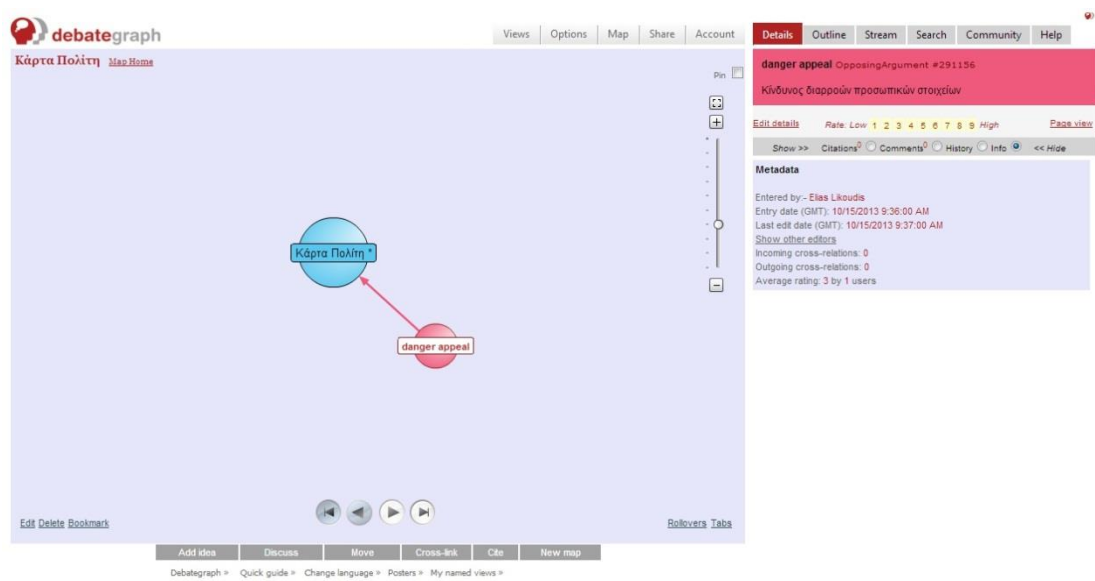 debategraph
Views Options Map Share Account
Κάρτα Πολίτη Map Home
Pin
Κάρτα Πολίτη *
danger appeal
Edit Delete Bookmark
Rollovers Tabs
Add idea Discuss Move Cross-link Cite New map
Debategraph » Quick guide » Change language » Posters » My named views »
Details Outline Stream Search Community Help
danger appeal OpposingArgument #291156
Κίνδυνος διαρροών προσωπικών στοιχείων
Edit details Rate: Low 1 2 3 4 5 6 7 8 9 High Page view
Show >> Citations0 Comments0 History Info << Hide
Metadata
Entered by:- Elias Likoudis
Entry date (GMT): 10/15/2013 9:36:00 AM
Last edit date (GMT): 10/15/2013 9:37:00 AM
Show other editors
Incoming cross-relations: 0
Outgoing cross-relations: 0
Average rating: 3 by 1 users